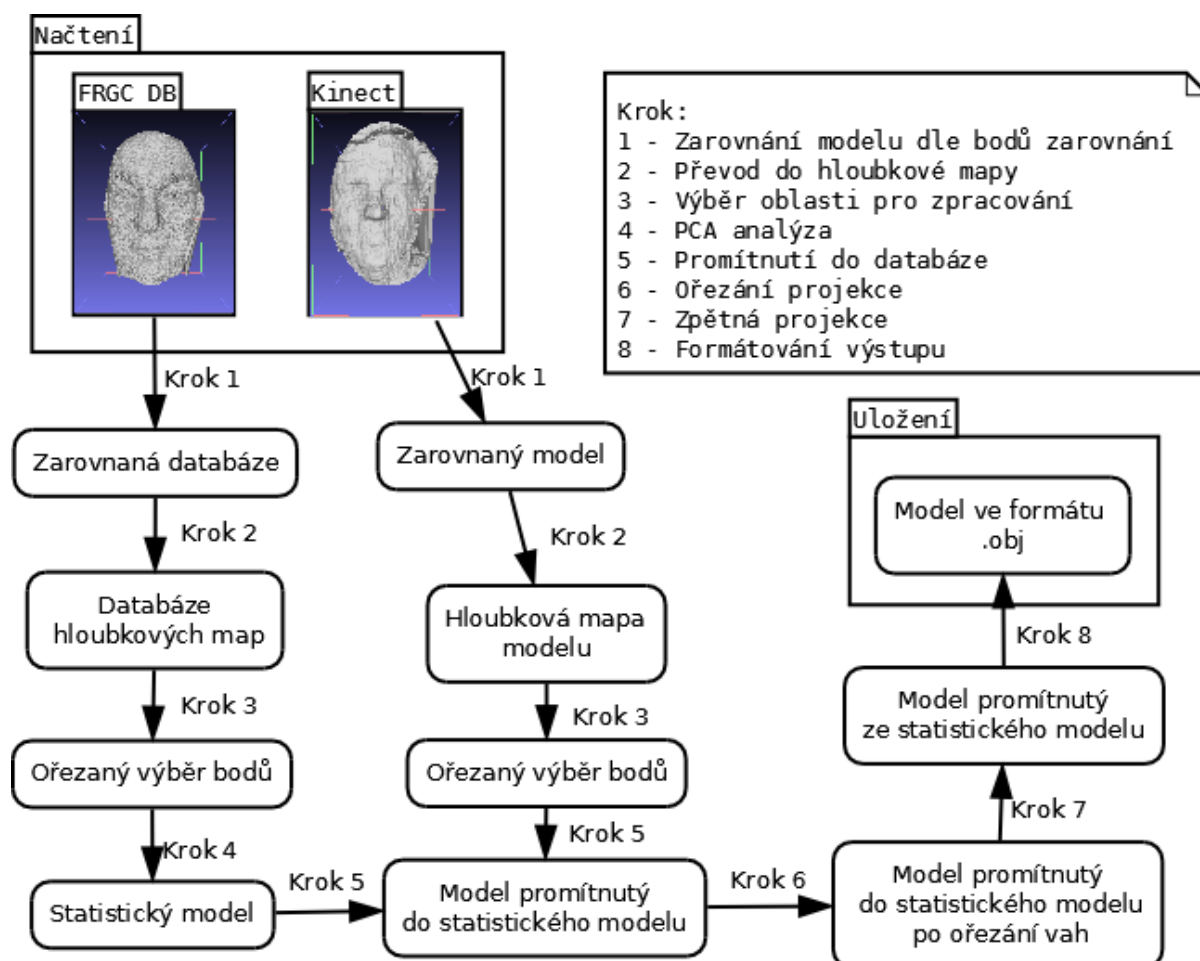 Načtení
FRGC DB
Kinect
Krok:
1 - Zarovnání modelu dle bodů zarovnání
2 - Převod do hloubkové mapy
3 - Výběr oblasti pro zpracování
4 - PCA analýza
5 - Promítnutí do databáze
6 - Ořezání projekce
7 - Zpětná projekce
8 - Formátování výstupu
Krok 1
Krok 1
Zarovnaná databáze
Zarovnaný model
Krok 2
Krok 2
Databáze
hloubkových map
Hloubková mapa
modelu
Krok 3
Krok 3
Ořezaný výběr bodů
Ořezaný výběr bodů
Krok 4
Krok 5
Statistický model
Krok 5
Model promítnutý
do statistického modelu
Krok 6
Model promítnutý
do statistického modelu
po ořezání vah
Krok 7
Model promítnutý
ze statistického modelu
Krok 8
Uložení
Model ve formátu
.obj